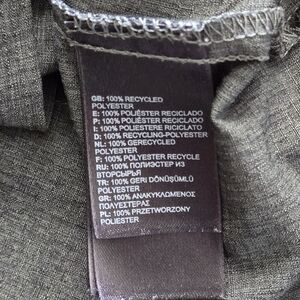 GB: 100% RECYCLED
POLYESTER
E: 100% POLIÉSTER RECICLADO
P: 100% POLIÉSTER RECICLADO
I: 100% POLIESTERE RICICLATO
D: 100% RECYCLING-POLYESTER
NL: 100% GERECYCLED
POLYESTER
F: 100% POLYESTER RECYCLE
RU: 100% ПОЛИЭСТЕР ИЗ
ВТОРСЫРЬЯ
TR: 100% GERİ DÖNÜŞÜMLÜ
POLYESTER
GR: 100% ΑΝΑΚΥΚΛΩΜΕΝΟΣ
ΠΟΛΥΕΣΤΕΡΑΣ
PL: 100% PRZETWORZONY
POLIESTER